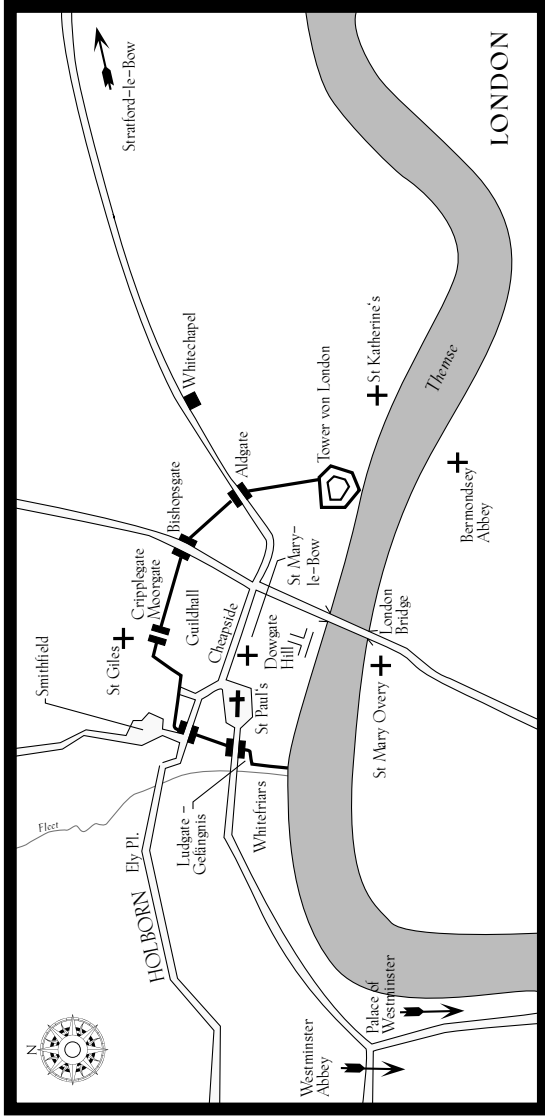 LONDON
Stratford-le-Bow
Whitechapel
St Katherine's
Tower von London
Themse
Aldgate
Bishopsgate
Bermondsey
Abbey
Cripplegate
Moorgate
Guildhall
Cheapside
St Mary-
le-Bow
Dowgate
Hill
London
Bridge
Smithfield
St Giles
St Paul's
St Mary Overy
Fleet
Ely Pl.
HOLBORN
Ludgate -
Gefängnis
Whitefriars
Palace of
Westminster
Westminster
Abbey
N